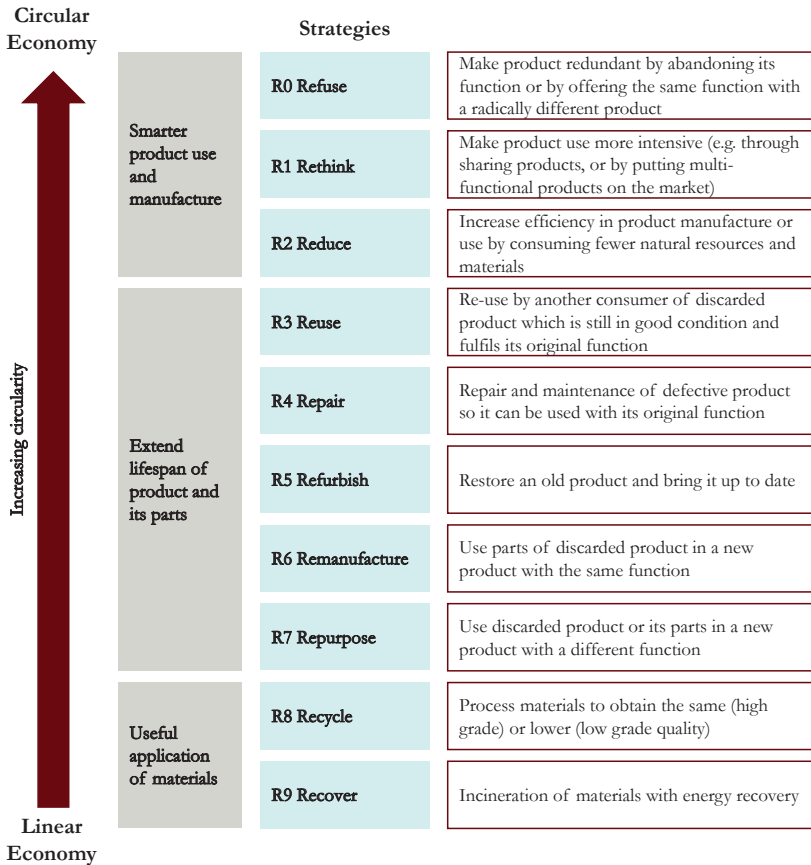 Circular
Economy
Strategies
Increasing circularity
Smarter
product use
and
manufacture
R0 Refuse
Make product redundant by abandoning its
function or by offering the same function with
a radically different product
R1 Rethink
Make product use more intensive (e.g. through
sharing products, or by putting multi-
functional products on the market)
R2 Reduce
Increase efficiency in product manufacture or
use by consuming fewer natural resources and
materials
Extend
lifespan of
product and
its parts
R3 Reuse
Re-use by another consumer of discarded
product which is still in good condition and
fulfils its original function
R4 Repair
Repair and maintenance of defective product
so it can be used with its original function
R5 Refurbish
Restore an old product and bring it up to date
R6 Remanufacture
Use parts of discarded product in a new
product with the same function
R7 Repurpose
Use discarded product or its parts in a new
product with a different function
Useful
application
of materials
R8 Recycle
Process materials to obtain the same (high
grade) or lower (low grade quality)
R9 Recover
Incineration of materials with energy recovery
Linear
Economy